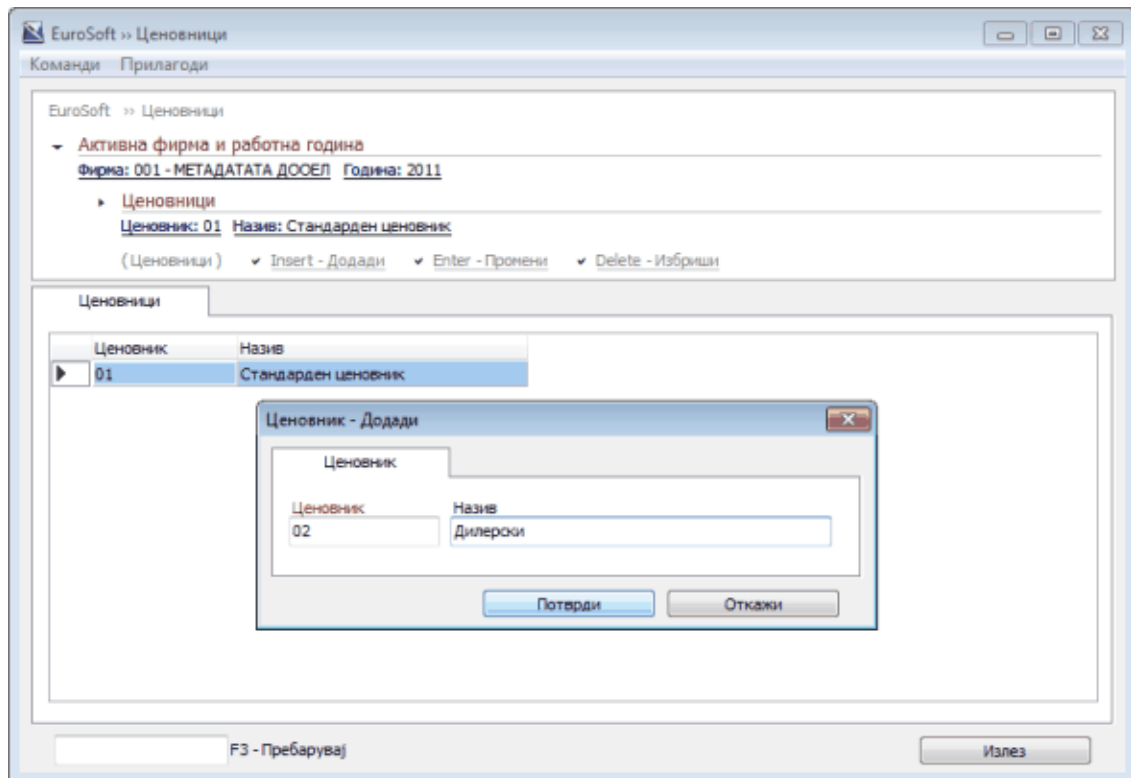 EuroSoft » Ценовници
Команди Прилагоди
EuroSoft » Ценовници
Активна фирма и работна година
Фирма: 001 - МЕТАДАТАТА ДООЕЛ Година: 2011
Ценовници
Ценовник: 01 Назив: Стандарден ценовник
(Ценовници) Insert - Додади Enter - Промени Delete - Избриши
Ценовници
Ценовник Назив
01 Стандарден ценовник
Ценовник - Додади
Ценовник
Ценовник Назив
02 Дилерски
Потврди Откажи
F3 - Пребарувај Излез